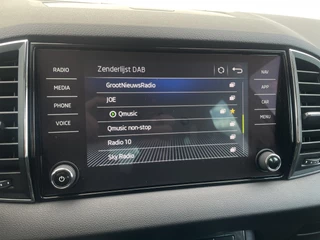 Zenderlijst DAB
RADIO
MEDIA
PHONE
VOICE
GrootNieuwsRadio
JOE
Qmusic
Qmusic non-stop
Radio 10
Sky Radio
NAV
APP
CAR
MENU